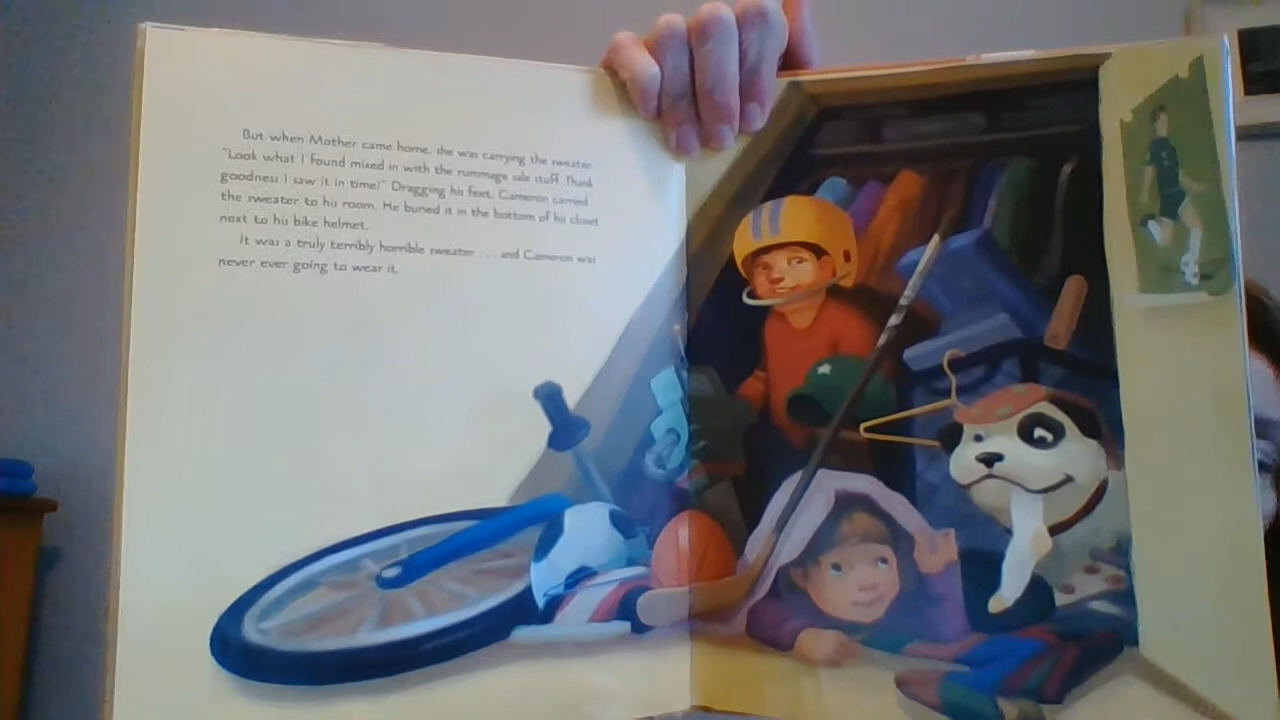 But when Mother came home, she was carrying the sweater.
"Look what I found mixed in with the rummage sale stuff. Thank
goodness I saw it in time!" Dragging his feet, Cameron carried
the sweater to his room. He buried it in the bottom of his closet
next to his bike helmet.
It was a truly terribly horrible sweater . . . and Cameron was
never ever going to wear it.